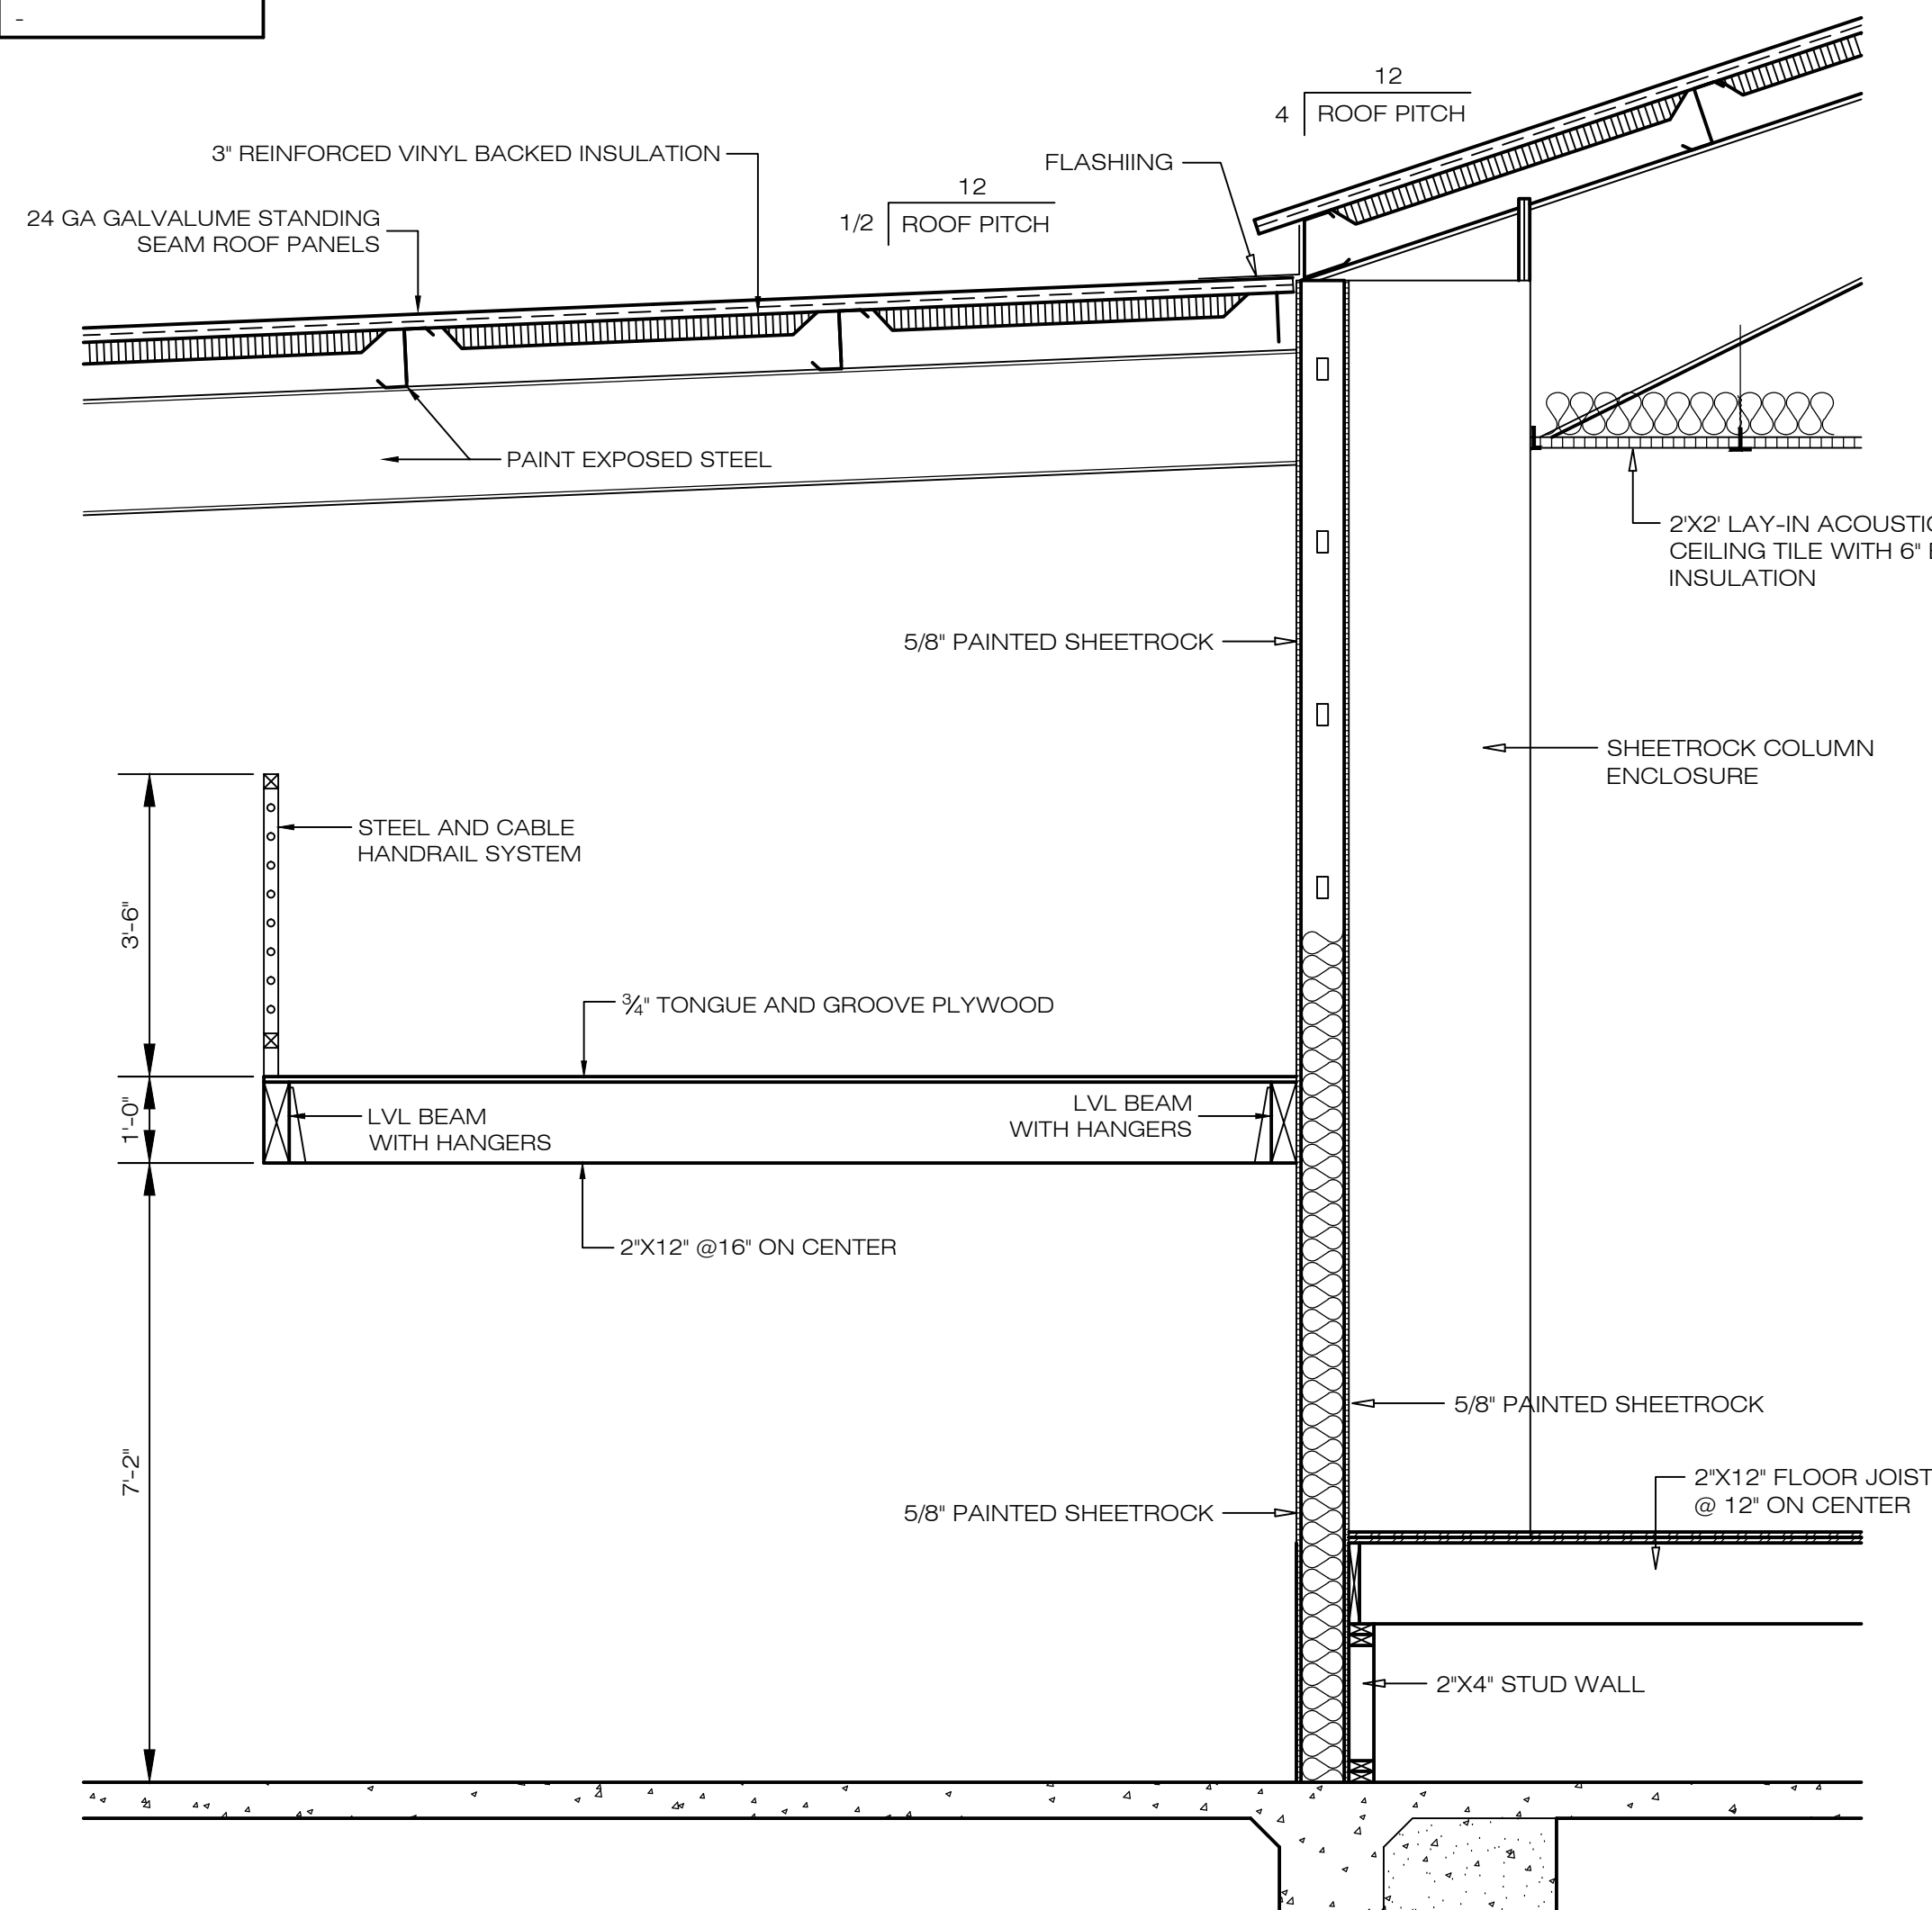 -
12
4 ROOF PITCH
3" REINFORCED VINYL BACKED INSULATION
FLASHIING
12
1/2 ROOF PITCH
24 GA GALVALUME STANDING
SEAM ROOF PANELS
PAINT EXPOSED STEEL
2'X2' LAY-IN ACOUSTIC
CEILING TILE WITH 6"
INSULATION
5/8" PAINTED SHEETROCK
SHEETROCK COLUMN
ENCLOSURE
STEEL AND CABLE
HANDRAIL SYSTEM
3'-6"
¾" TONGUE AND GROOVE PLYWOOD
1'-0"
LVL BEAM
WITH HANGERS
LVL BEAM
WITH HANGERS
2"X12" @16" ON CENTER
5/8" PAINTED SHEETROCK
7'-2"
2"X12" FLOOR JOIST
@ 12" ON CENTER
5/8" PAINTED SHEETROCK
2"X4" STUD WALL